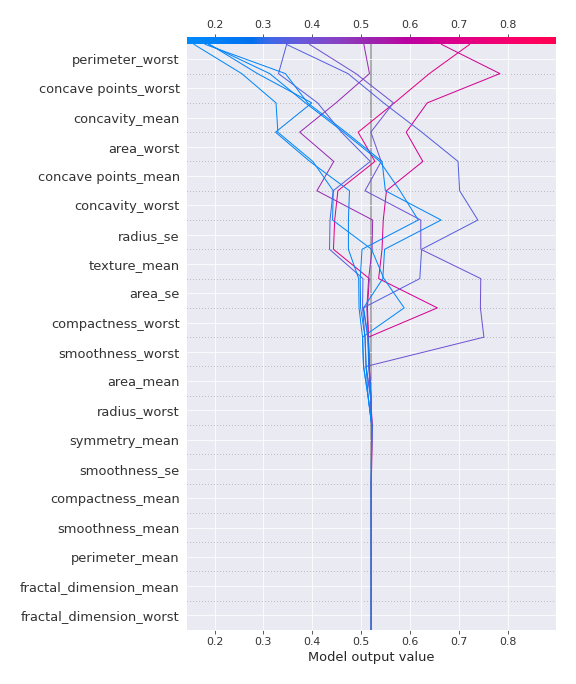 0.2 0.3 0.4 0.5 0.6 0.7 0.8
perimeter_worst
concave points_worst
concavity_mean
area_worst
concave points_mean
concavity_worst
radius_se
texture_mean
area_se
compactness_worst
smoothness_worst
area_mean
radius_worst
symmetry_mean
smoothness_se
compactness_mean
smoothness_mean
perimeter_mean
fractal_dimension_mean
fractal_dimension_worst
0.2 0.3 0.4 0.5 0.6 0.7 0.8
Model output value